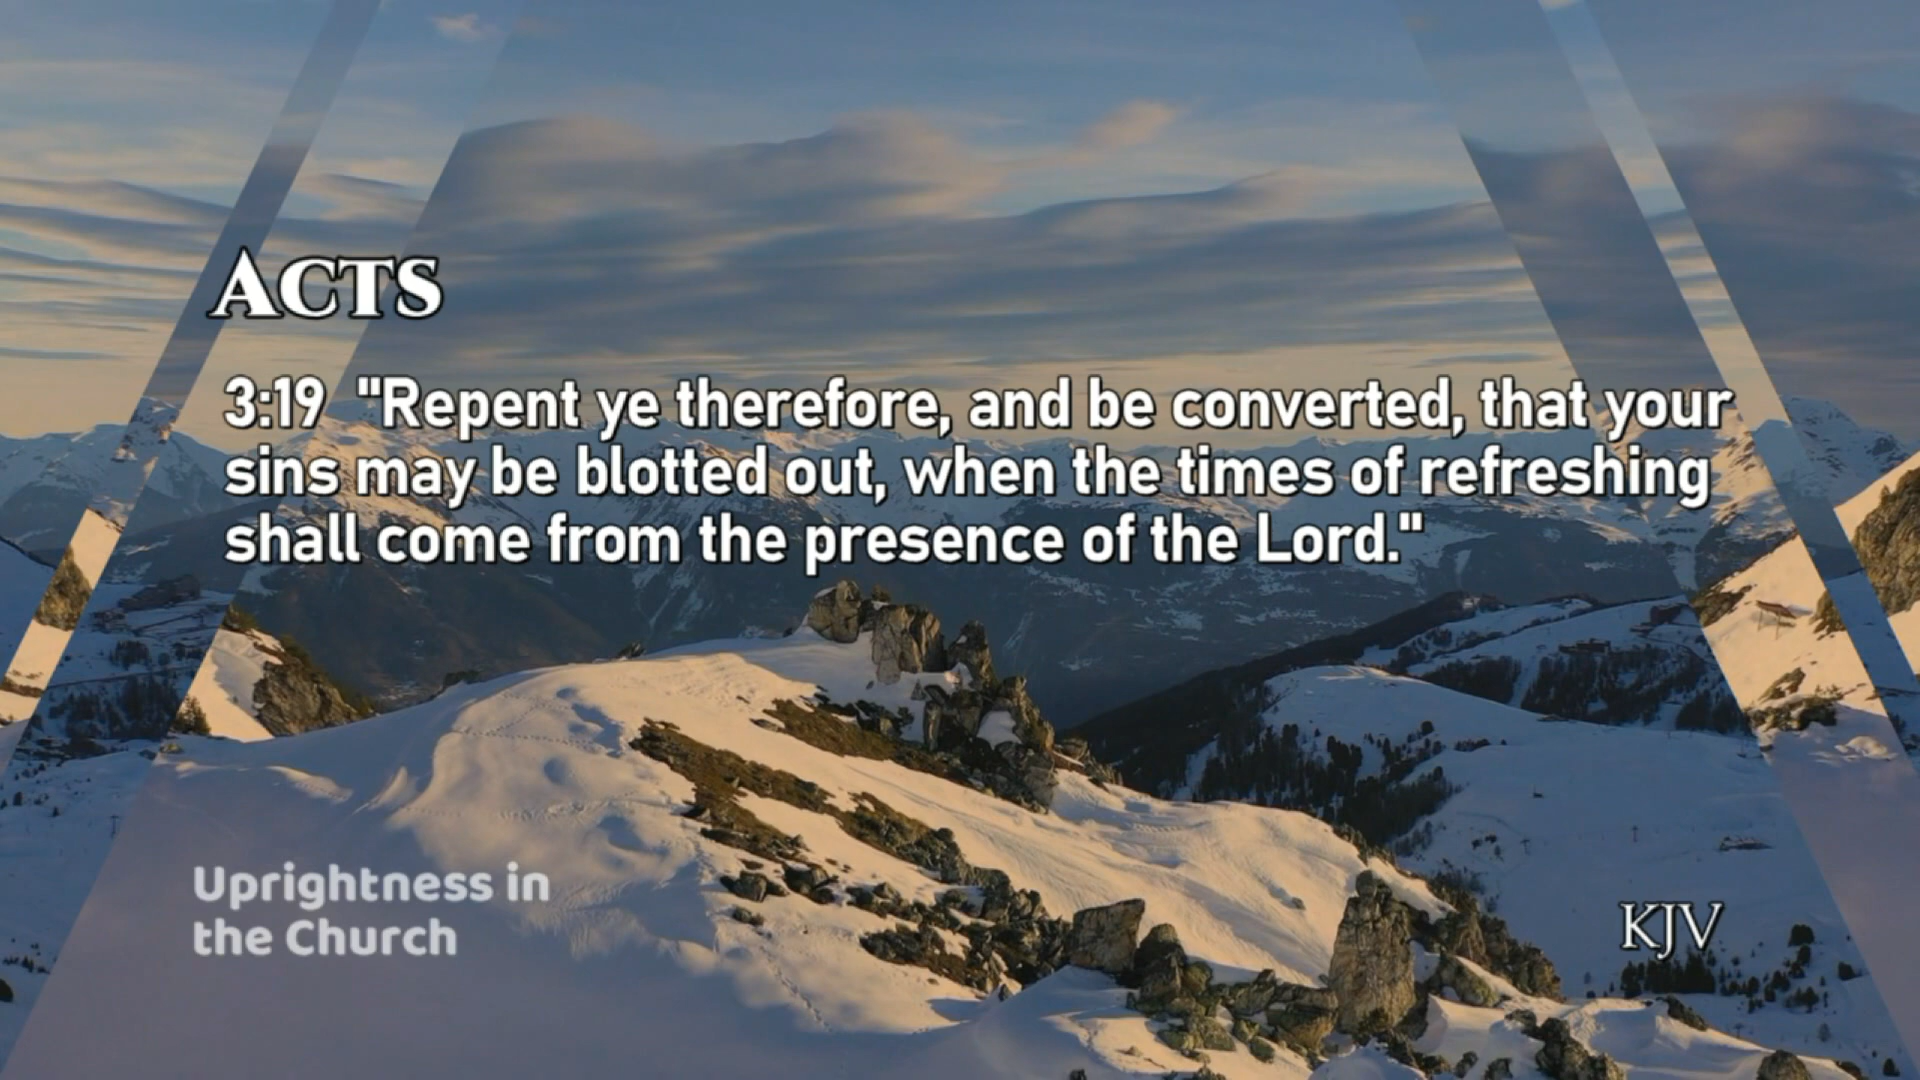 ACTS
3:19 "Repent ye therefore, and be converted, that your
sins may be blotted out, when the times of refreshing
shall come from the presence of the Lord."
Uprightness in
the Church
KJV